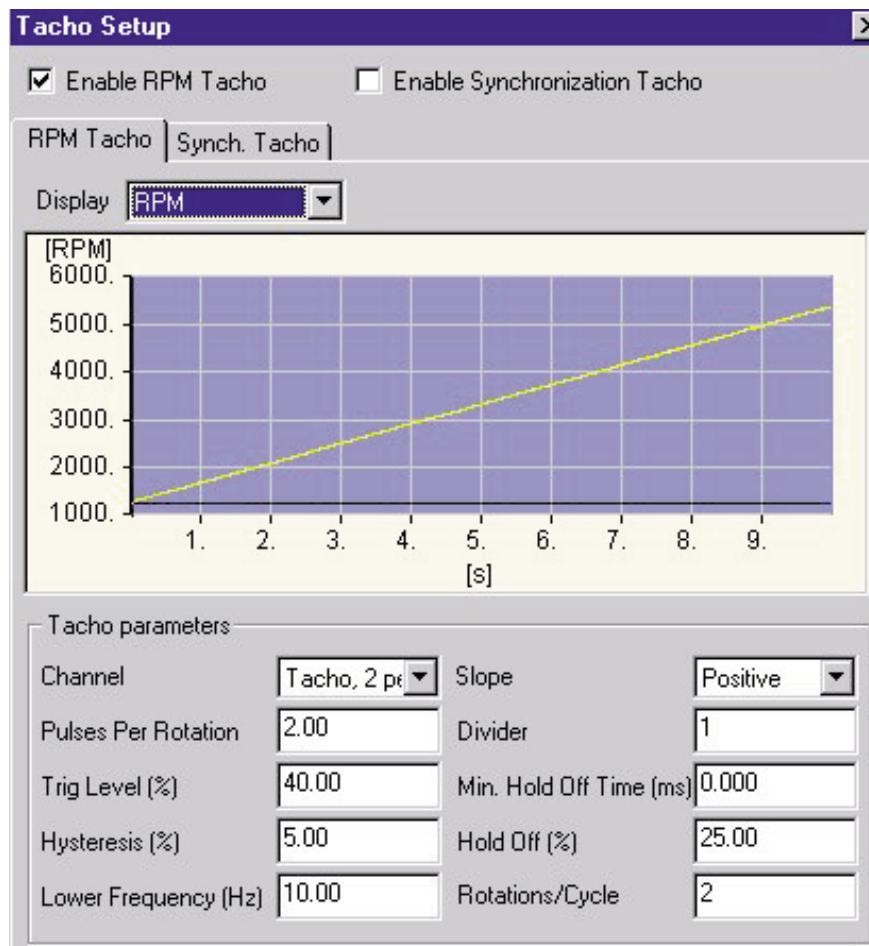 Tacho Setup
Enable RPM Tacho Enable Synchronization Tacho
RPM Tacho Synch. Tacho
Display RPM
[RPM]
6000.
5000.
4000.
3000.
2000.
1000.
1. 2. 3. 4. 5. 6. 7. 8. 9.
[s]
Tacho parameters
Channel Tacho, 2 pe Slope Positive
Pulses Per Rotation 2.00 Divider 1
Trig Level (%) 40.00 Min. Hold Off Time (ms) 0.000
Hysteresis (%) 5.00 Hold Off (%) 25.00
Lower Frequency (Hz) 10.00 Rotations/Cycle 2